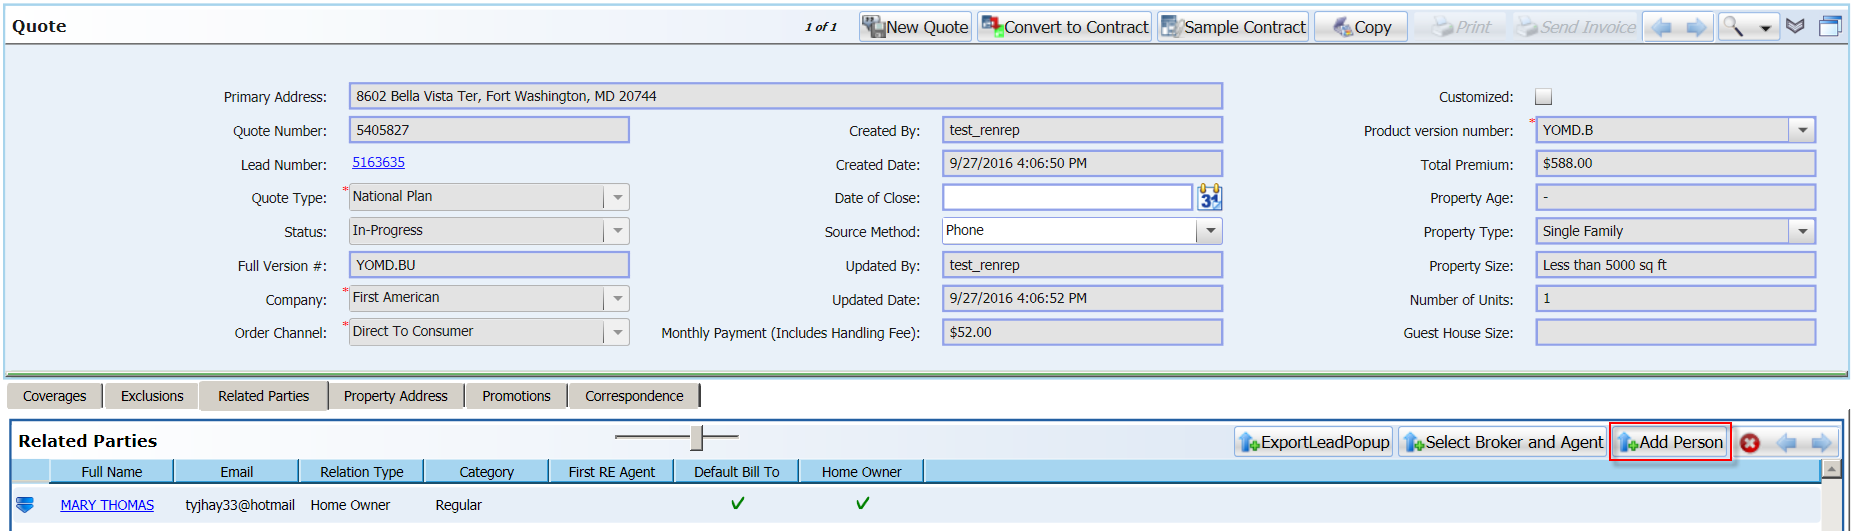 Quote 1 of 1 New Quote Convert to Contract Sample Contract Copy Print Send Invoice
Primary Address: 8602 Bella Vista Ter, Fort Washington, MD 20744 Customized:
Quote Number: 5405827 Created By: test_renrep Product version number: * YOMD.B
Lead Number: 5163635 Created Date: 9/27/2016 4:06:50 PM Total Premium: $588.00
Quote Type: * National Plan Date of Close: 31 Property Age: -
Status: In-Progress Source Method: Phone Property Type: Single Family
Full Version #: YOMD.BU Updated By: test_renrep Property Size: Less than 5000 sq ft
Company: * First American Updated Date: 9/27/2016 4:06:52 PM Number of Units: 1
Order Channel: * Direct To Consumer Monthly Payment (Includes Handling Fee): $52.00 Guest House Size:
Coverages Exclusions Related Parties Property Address Promotions Correspondence
Related Parties ExportLeadPopup Select Broker and Agent Add Person
Full Name Email Relation Type Category First RE Agent Default Bill To Home Owner
MARY THOMAS tyjhay33@hotmail Home Owner Regular